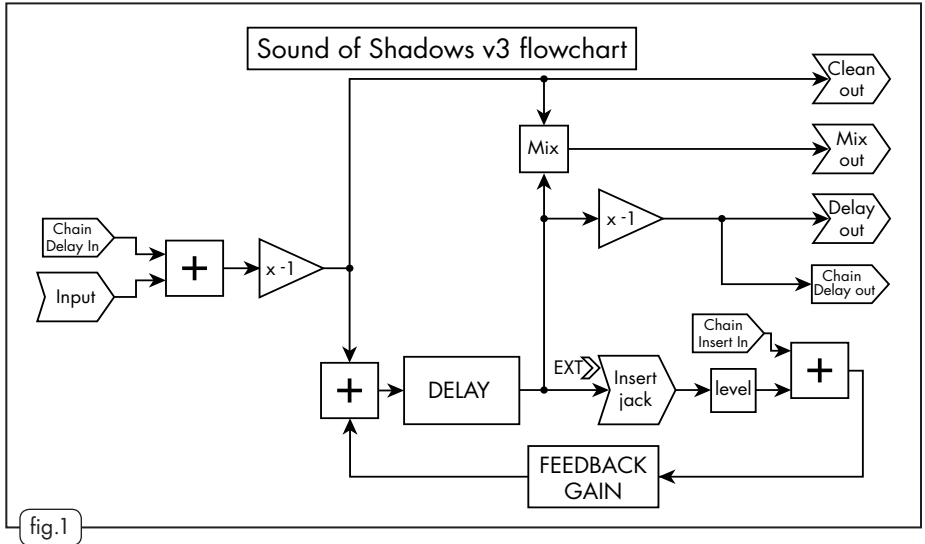 Sound of Shadows v3 flowchart
Clean
out
Mix
Mix
out
x -1
Delay
out
Chain
Delay In
+
x -1
Input
Chain
Delay out
Chain
Insert In
EXT
+
DELAY
Insert
jack
level
+
FEEDBACK
GAIN
fig.1